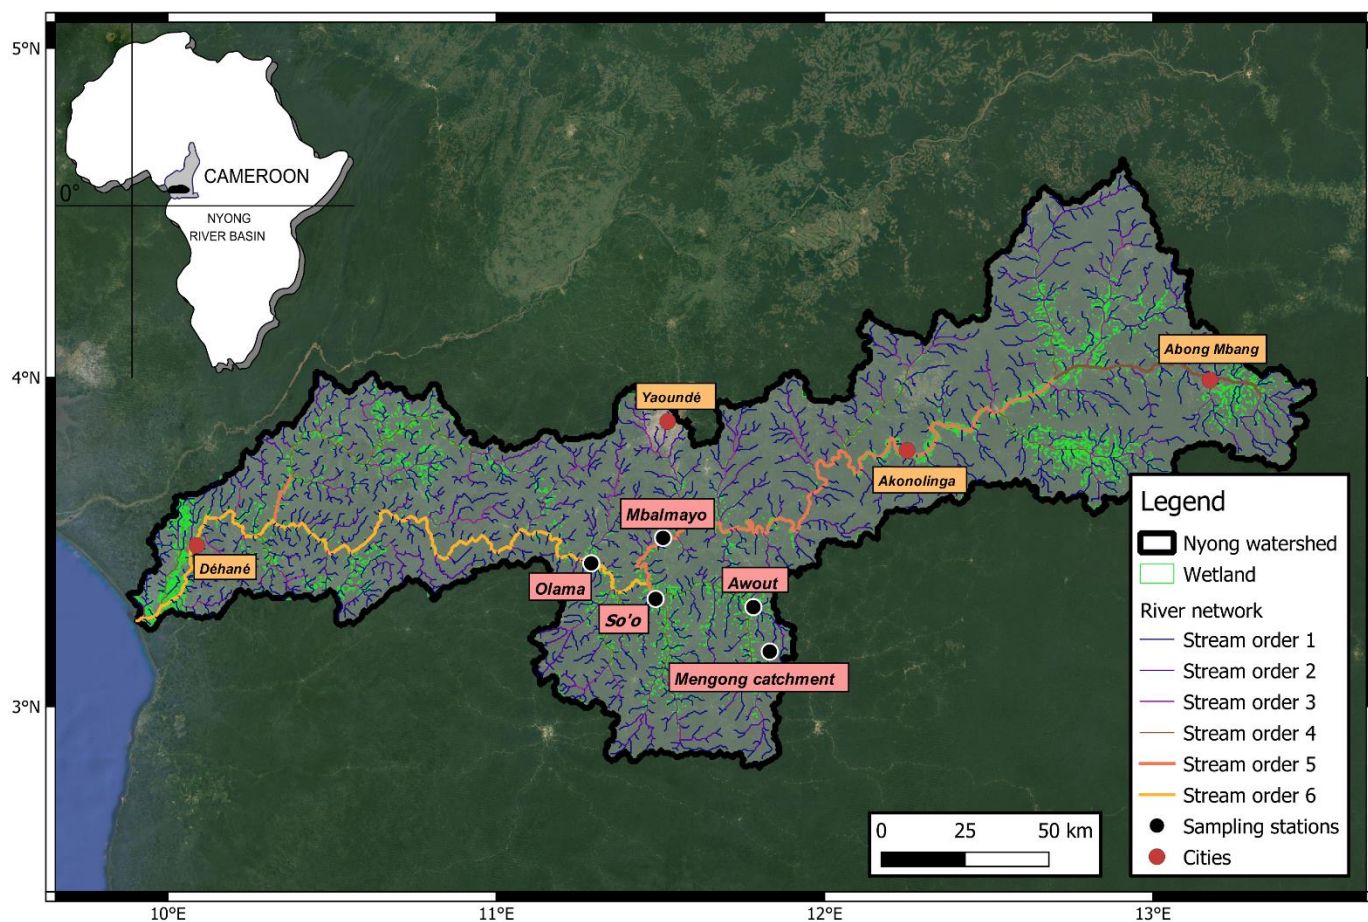 5°N
4°N
3°N
0°
CAMEROON
NYONG
RIVER BASIN
Abong Mbang
Yaoundé
Akonolinga
Mbalmayo
Déhané
Olama
Awout
So'o
Mengong catchment
Legend
Nyong watershed
Wetland
River network
Stream order 1
Stream order 2
Stream order 3
Stream order 4
Stream order 5
Stream order 6
Sampling stations
Cities
0 25 50 km
10°E 11°E 12°E 13°E